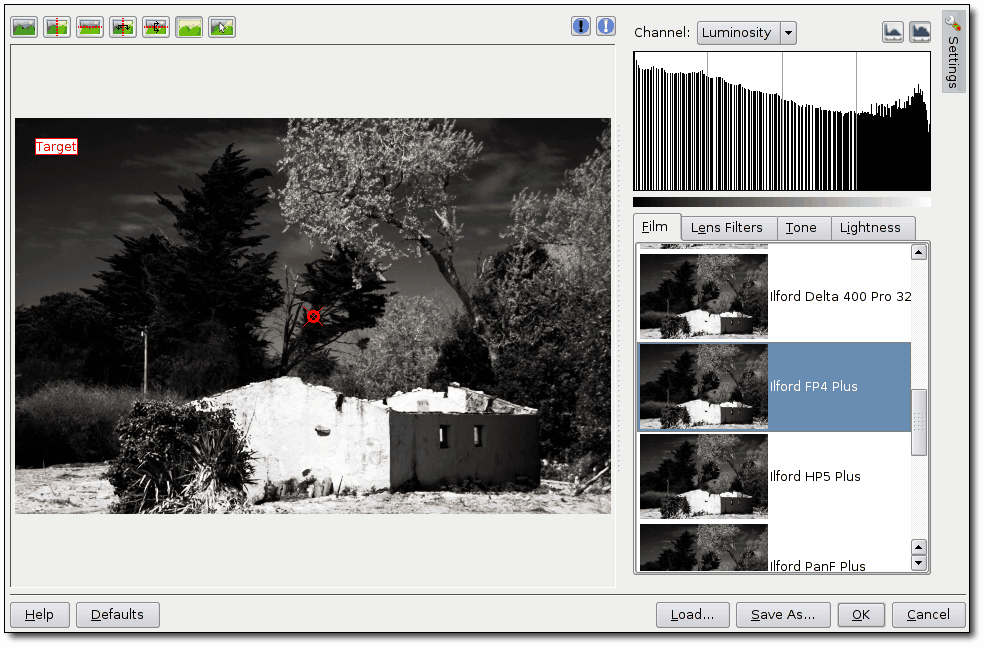 Channel: Luminosity
Settings
Target
Film Lens Filters Tone Lightness
Ilford Delta 400 Pro 32
Ilford FP4 Plus
Ilford HP5 Plus
Ilford PanF Plus
Help Defaults Load... Save As... OK Cancel